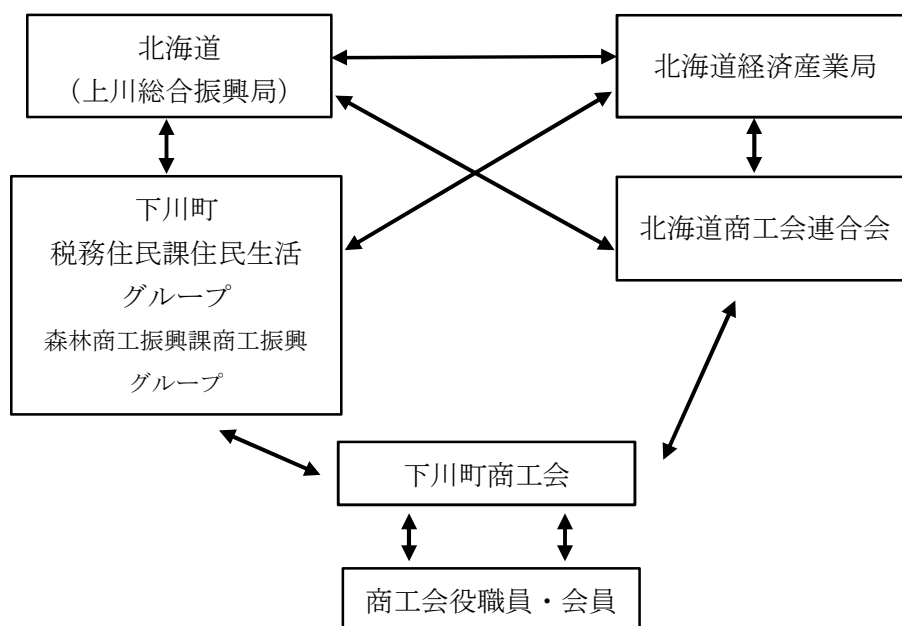 北海道
（上川総合振興局）
北海道経済産業局
下川町
税務住民課住民生活
グループ
森林商工振興課商工振興
グループ
北海道商工会連合会
下川町商工会
商工会役職員・会員